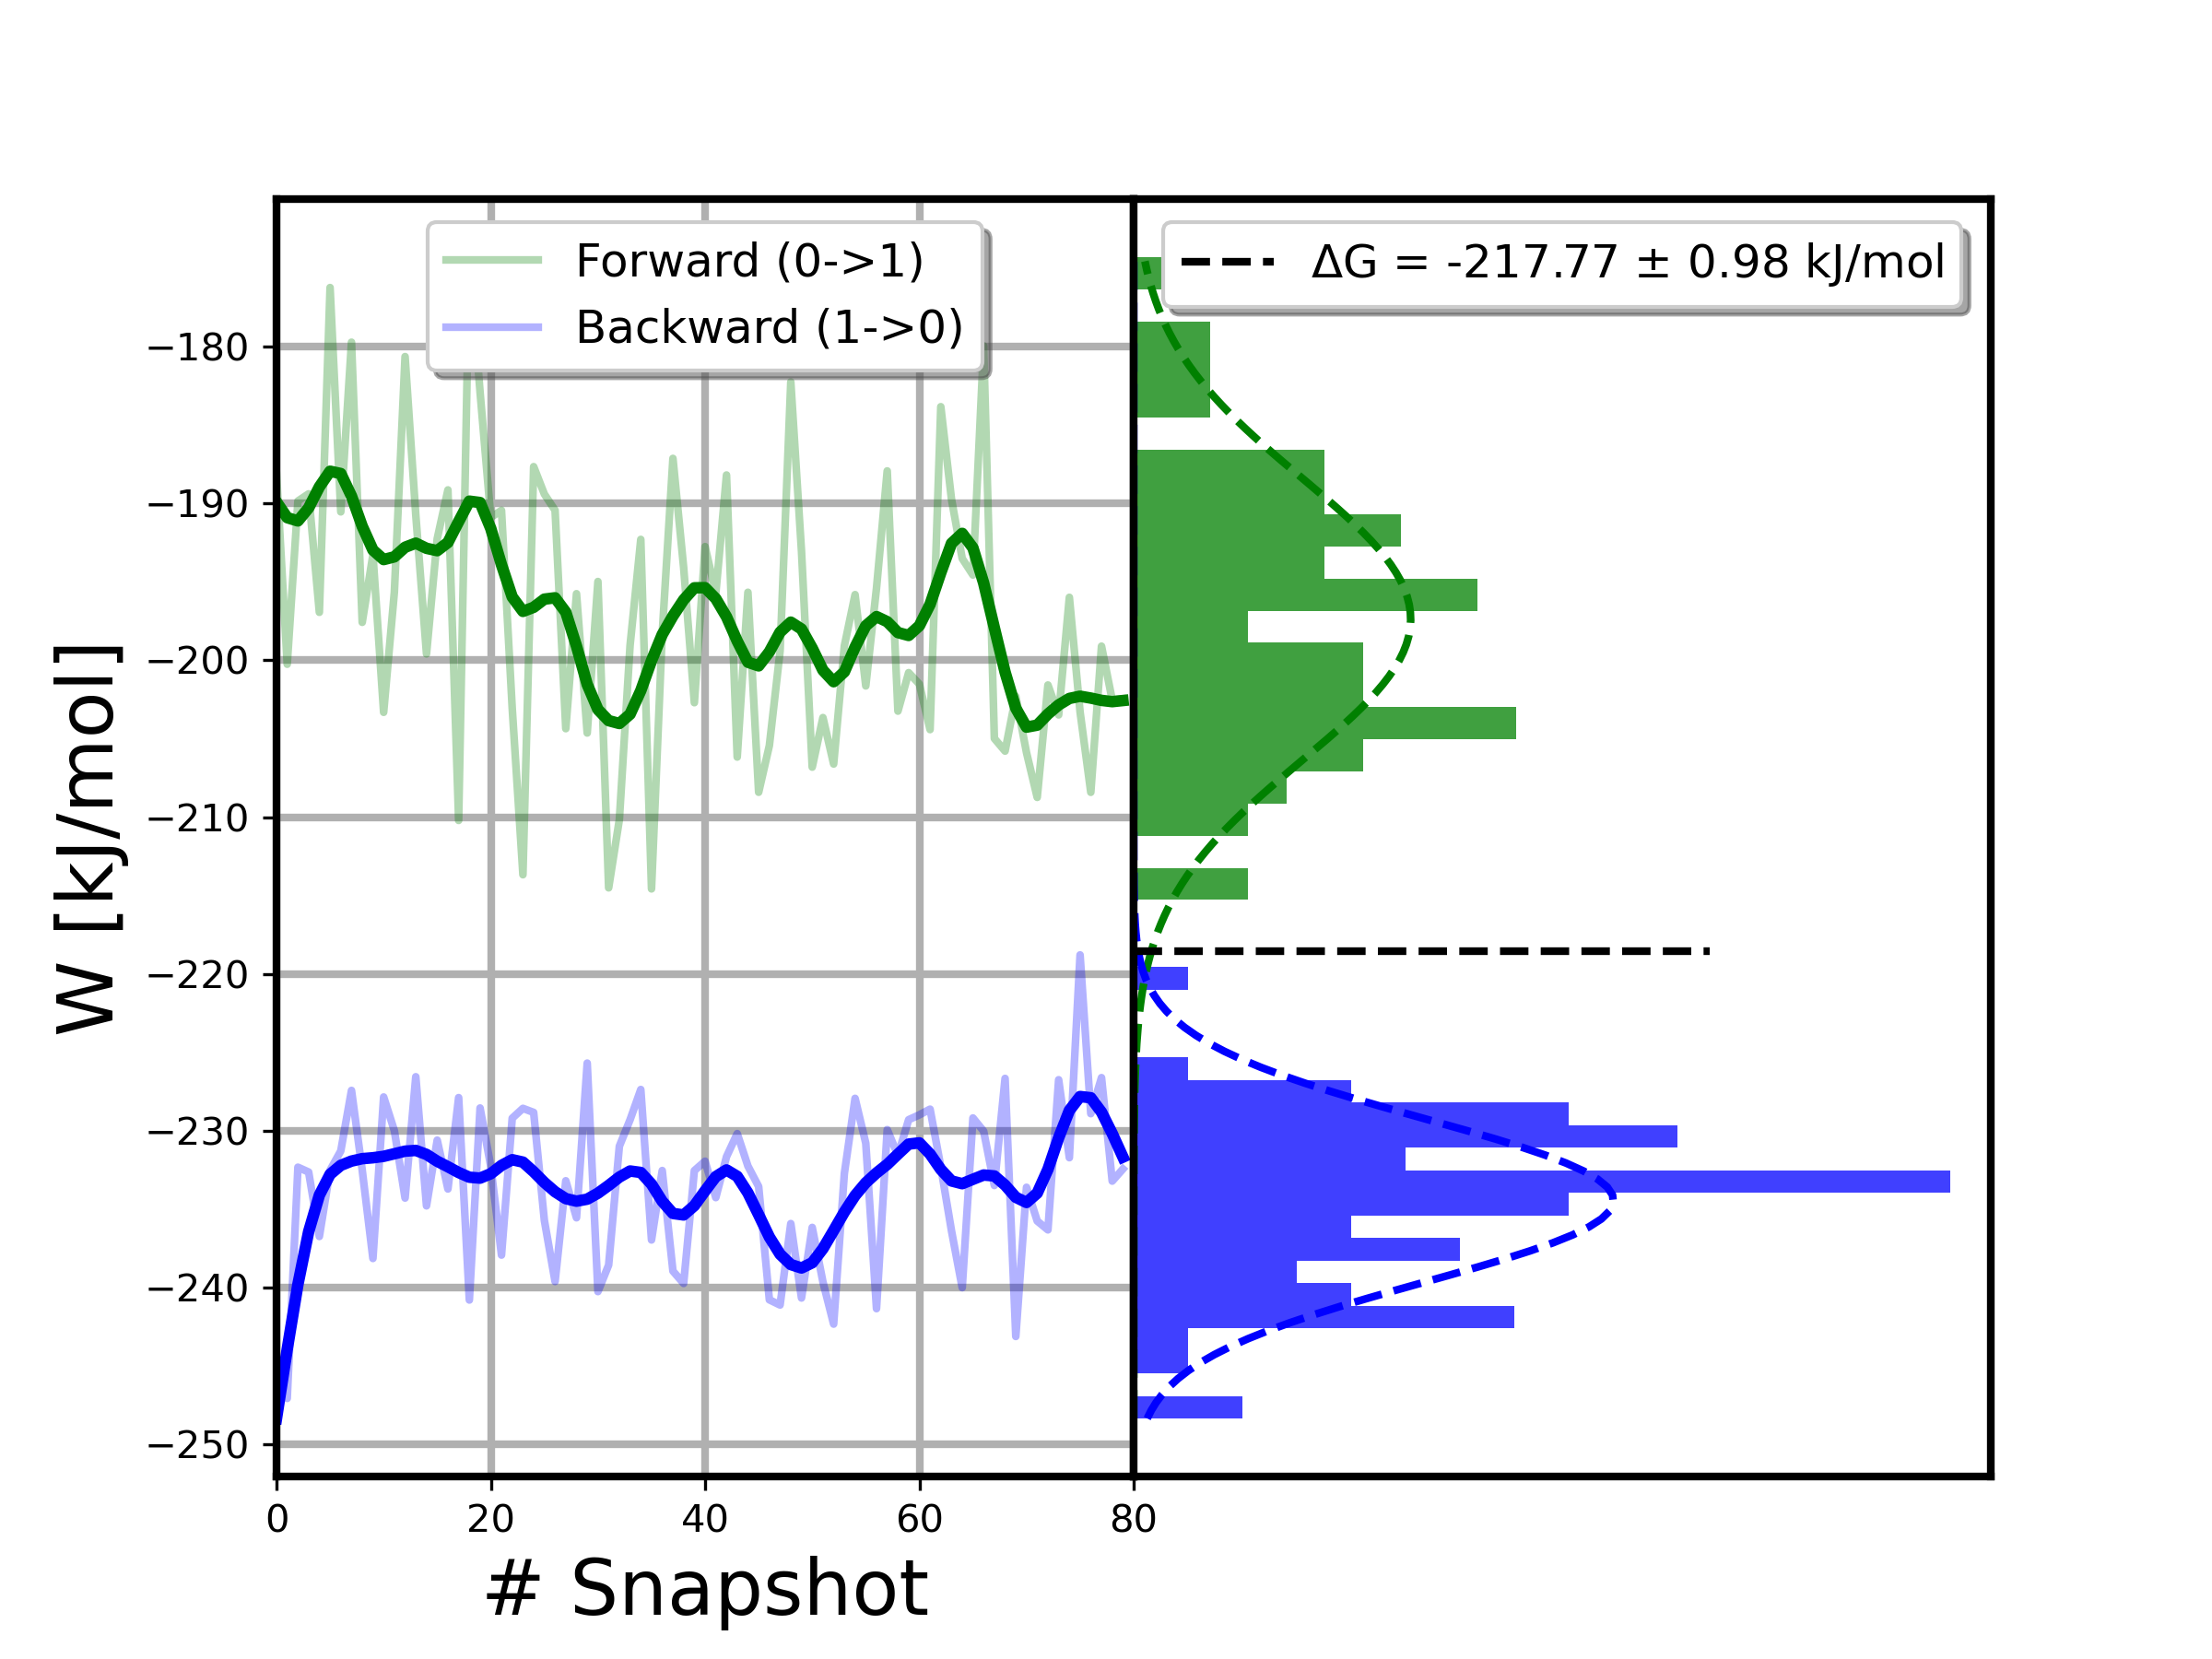 Forward (0->1)
Backward (1->0)
ΔG = -217.77 ± 0.98 kJ/mol
−180
−190
−200
−210
−220
−230
−240
−250
W [kJ/mol]
0 20 40 60 80
# Snapshot